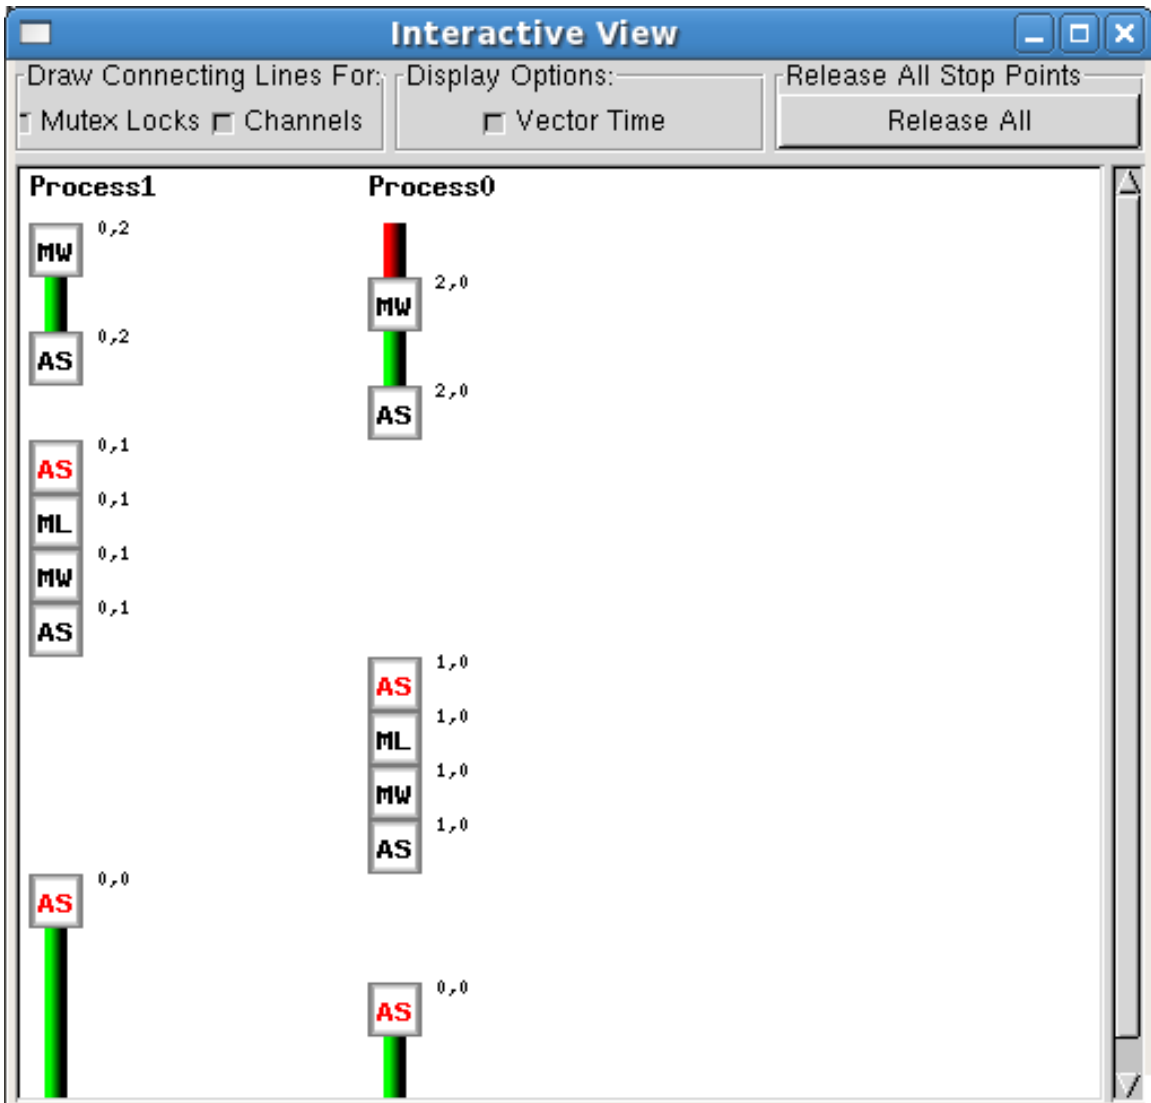 Interactive View
Draw Connecting Lines For: Display Options: Release All Stop Points
Mutex Locks Channels Vector Time Release All
Process1 Process0
MW 0,2
MW 2,0
AS 0,2
AS 2,0
AS 0,1
ML 0,1
MW 0,1
AS 0,1
AS 1,0
ML 1,0
MW 1,0
AS 1,0
AS 0,0
AS 0,0